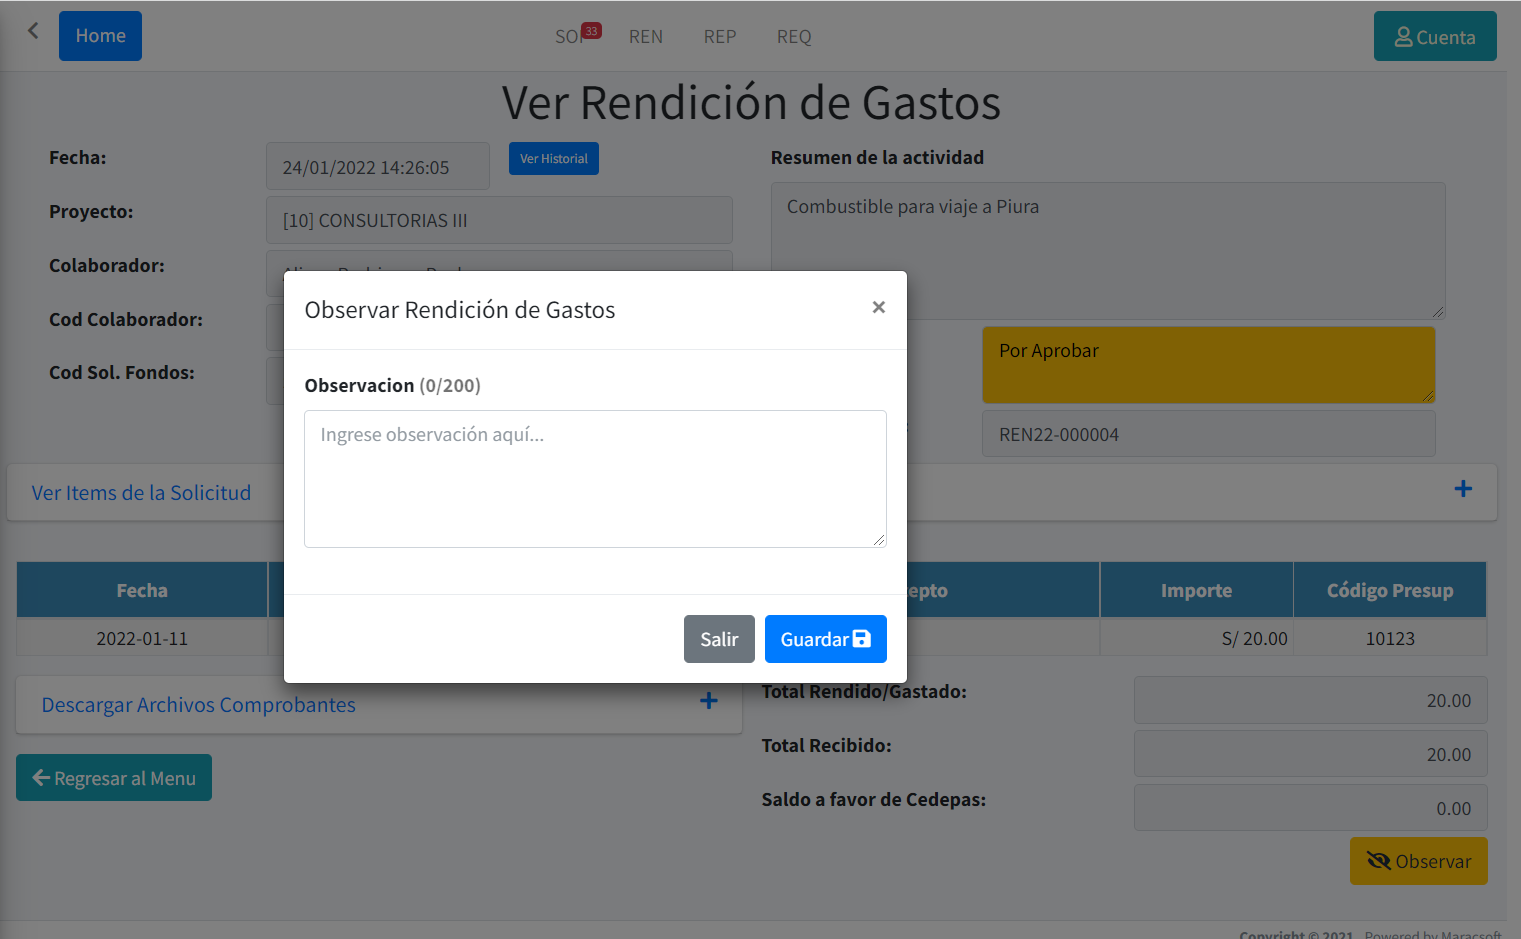 Home
33
REN
REP
REQ
Cuenta
Ver Rendición de Gastos
Fecha:
24/01/2022 14:26:05
Ver Historial
Resumen de la actividad
Proyecto:
[10] CONSULTORIAS III
Combustible para viaje a Piura
Colaborador:
Cod Colaborador:
Cod Sol. Fondos:
Por Aprobar
REN22-000004
Observar Rendición de Gastos
×
Observacion (0/200)
Ingrese observación aquí...
Salir
Guardar
Ver Items de la Solicitud
Fecha
Importe
Código Presup
2022-01-11
S/ 20.00
10123
Descargar Archivos Comprobantes
Total Rendido/Gastado:
20.00
Total Recibido:
20.00
Regresar al Menu
Saldo a favor de Cedepas:
0.00
Observar
Copyright © 2021 Powered by Maracsoft